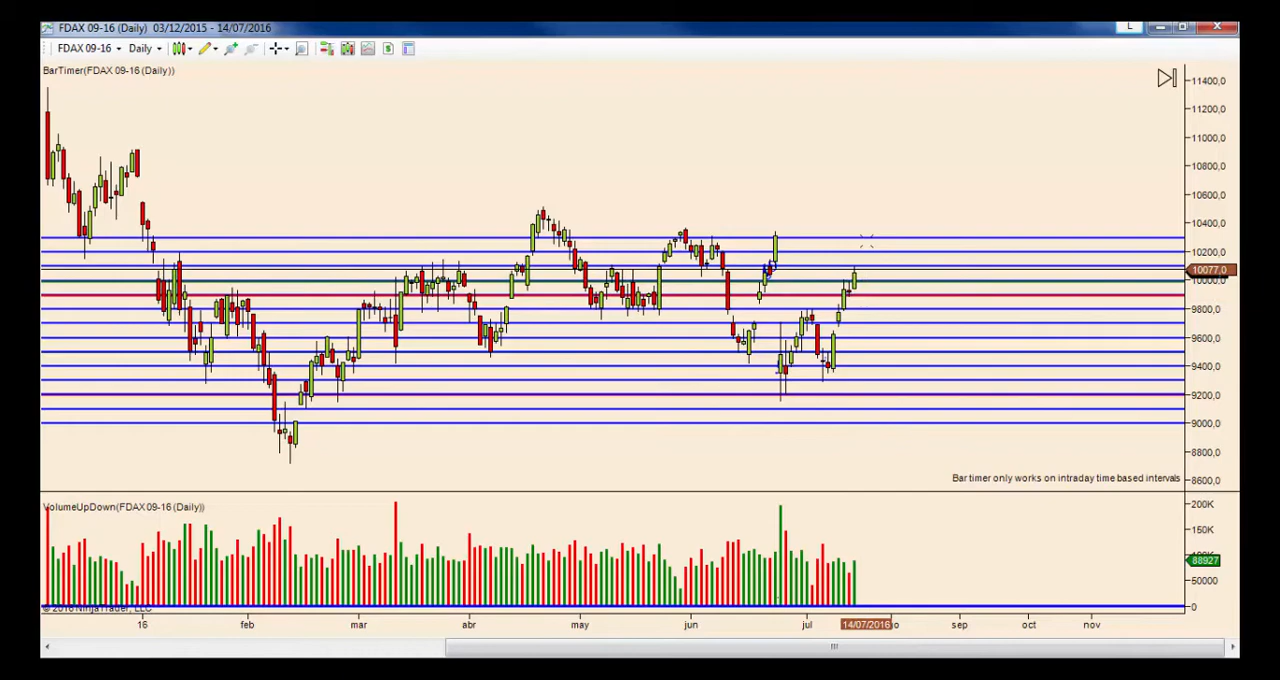 FDAX 09-16 (Daily) 03/12/2015 - 14/07/2016
L
FDAX 09-16 Daily
BarTimer(FDAX 09-16 (Daily))
11400,0
11200,0
11000,0
10800,0
10600,0
10400,0
10200,0
10077,0
10000,0
9800,0
9600,0
9400,0
9200,0
9000,0
8800,0
8600,0
Bar timer only works on intraday time based intervals
VolumeUpDown(FDAX 09-16 (Daily))
200K
150K
100K
88927
50000
0
© 2016 NinjaTrader, LLC
16 feb mar abr may jun jul 14/07/2016 sep oct nov